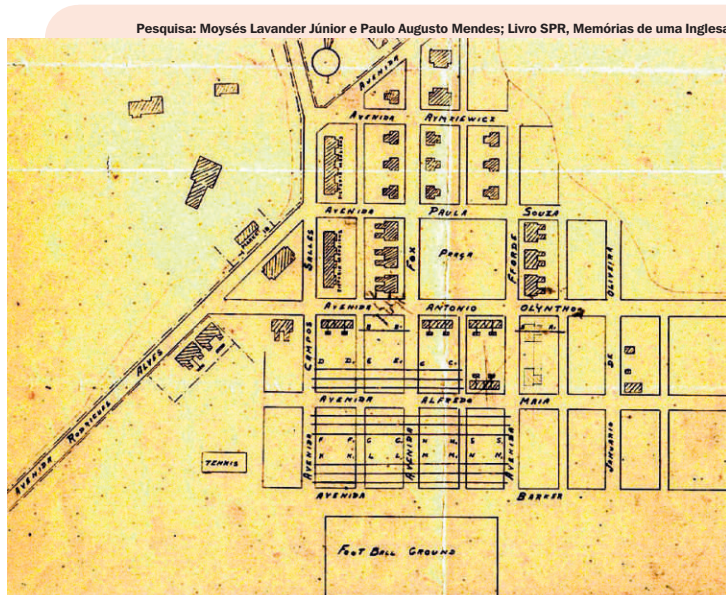 Pesquisa: Moysés Lavander Júnior e Paulo Augusto Mendes; Livro SPR, Memórias de uma Inglesa
AVENIDA
AVENIDA RYMKIEWICZ
AVENIDA PAULA SOUZA
SALLES
FOX
PRAÇA
FFORDE
OLIVEIRA
AVENIDA ANTONIO OLYNTHO
CAMPOS
D D. E E. C C.
DE
AVENIDA RODRIGUEZ ALVES
AVENIDA ALFREDO MAIA
F F. G G. H H. S S.
K K. L L. M M. N N.
AVENIDA
AVENIDA
AVENIDA
JANUARIO
TENNIS
AVENIDA BARKER
FOOT BALL GROUND